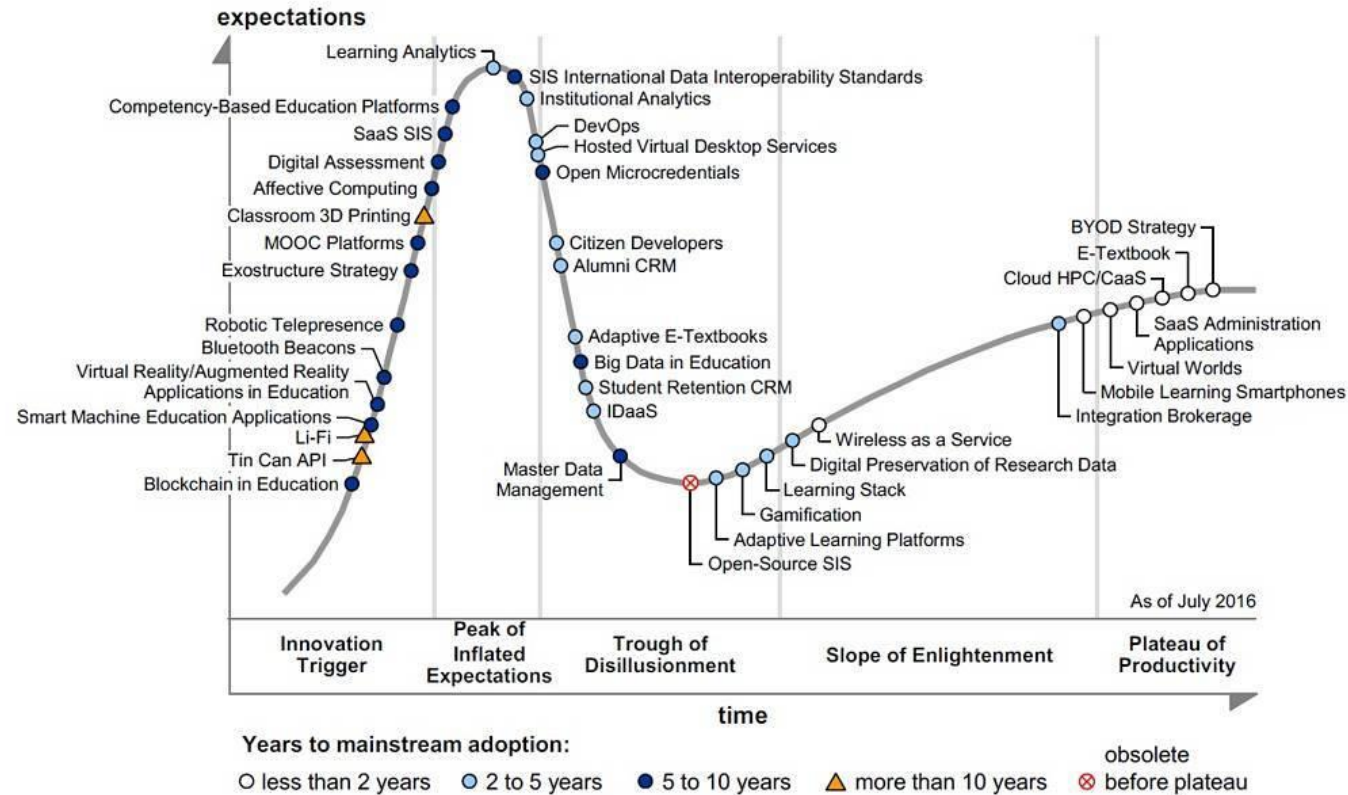 expectations
Learning Analytics
SIS International Data Interoperability Standards
Competency-Based Education Platforms
Institutional Analytics
SaaS SIS
DevOps
Hosted Virtual Desktop Services
Digital Assessment
Open Microcredentials
Affective Computing
Classroom 3D Printing
MOOC Platforms
Citizen Developers
Exostructure Strategy
Alumni CRM
BYOD Strategy
E-Textbook
Cloud HPC/CaaS
Robotic Telepresence
Bluetooth Beacons
Virtual Reality/Augmented Reality
Applications in Education
Smart Machine Education Applications
Li-Fi
Tin Can API
Blockchain in Education
Adaptive E-Textbooks
Big Data in Education
Student Retention CRM
IDaaS
Master Data
Management
SaaS Administration
Applications
Virtual Worlds
Mobile Learning Smartphones
Integration Brokerage
Wireless as a Service
Digital Preservation of Research Data
Learning Stack
Gamification
Adaptive Learning Platforms
Open-Source SIS
As of July 2016
Innovation
Trigger
Peak of
Inflated
Expectations
Trough of
Disillusionment
Slope of Enlightenment
Plateau of
Productivity
time
Years to mainstream adoption:
less than 2 years
2 to 5 years
5 to 10 years
more than 10 years
obsolete
before plateau